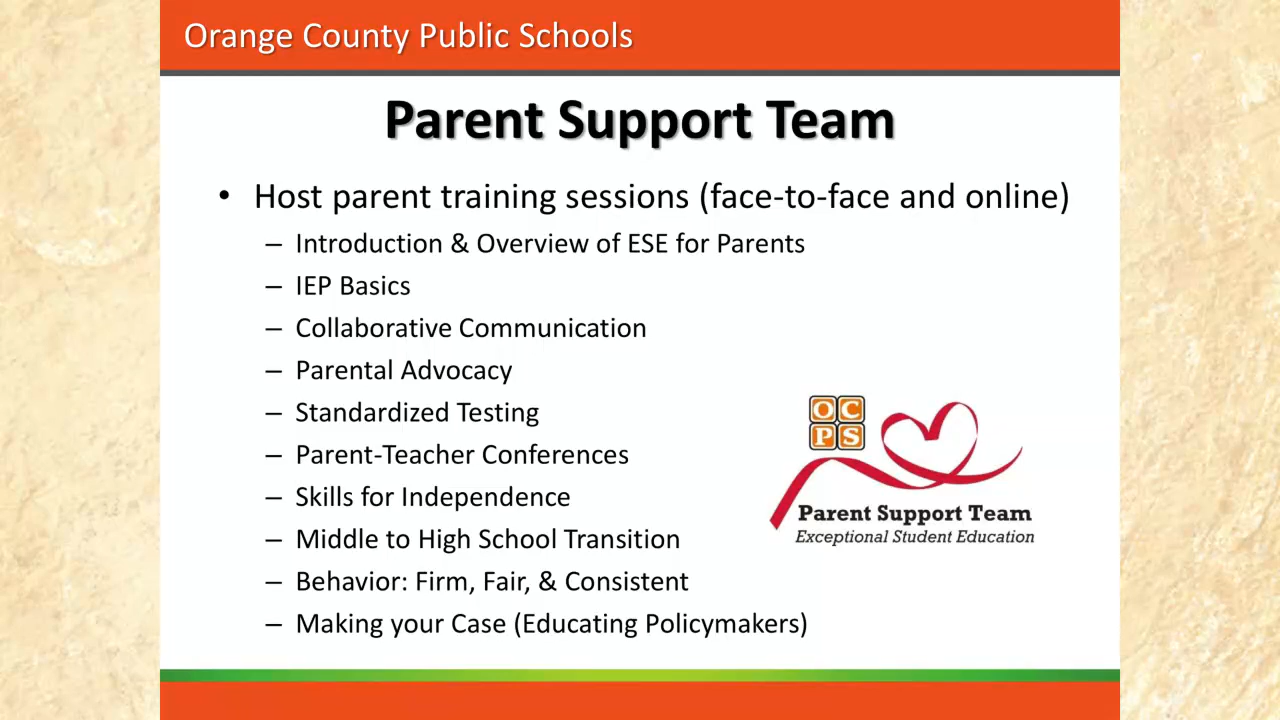 Orange County Public Schools
Parent Support Team
• Host parent training sessions (face-to-face and online)
– Introduction & Overview of ESE for Parents
– IEP Basics
– Collaborative Communication
– Parental Advocacy
– Standardized Testing
– Parent-Teacher Conferences
– Skills for Independence
– Middle to High School Transition
– Behavior: Firm, Fair, & Consistent
– Making your Case (Educating Policymakers)
OC
PS
Parent Support Team
Exceptional Student Education